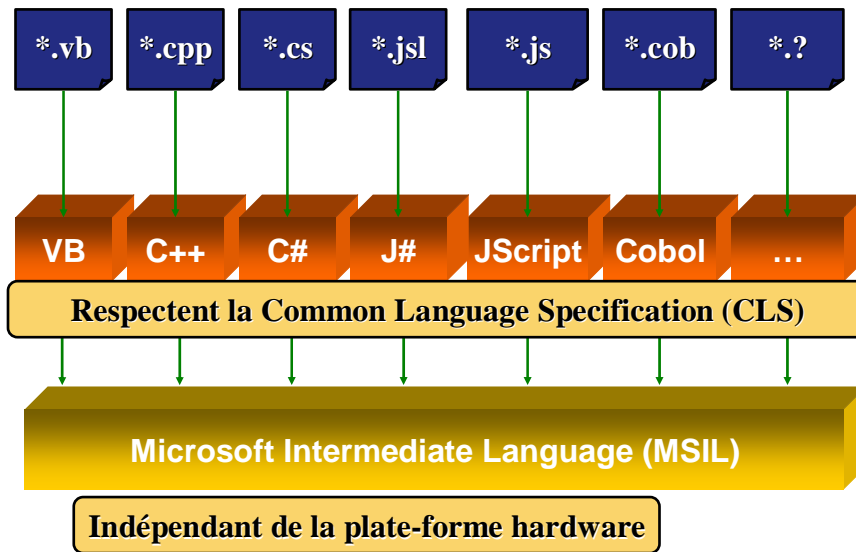 *.vb *.cpp *.cs *.jsl *.js *.cob *.?
VB C++ C# J# JScript Cobol …
Respectent la Common Language Specification (CLS)
Microsoft Intermediate Language (MSIL)
Indépendant de la plate-forme hardware